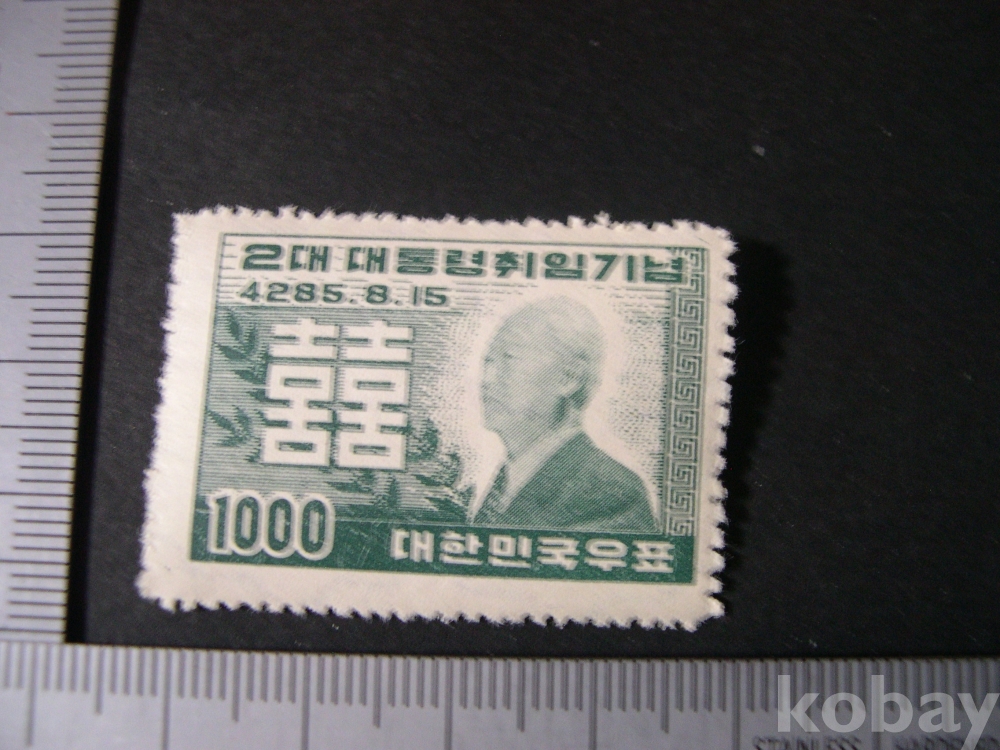 2대 대통령취임기념
4285.8.15
囍
1000
대한민국우표
kobay
STAINLESS